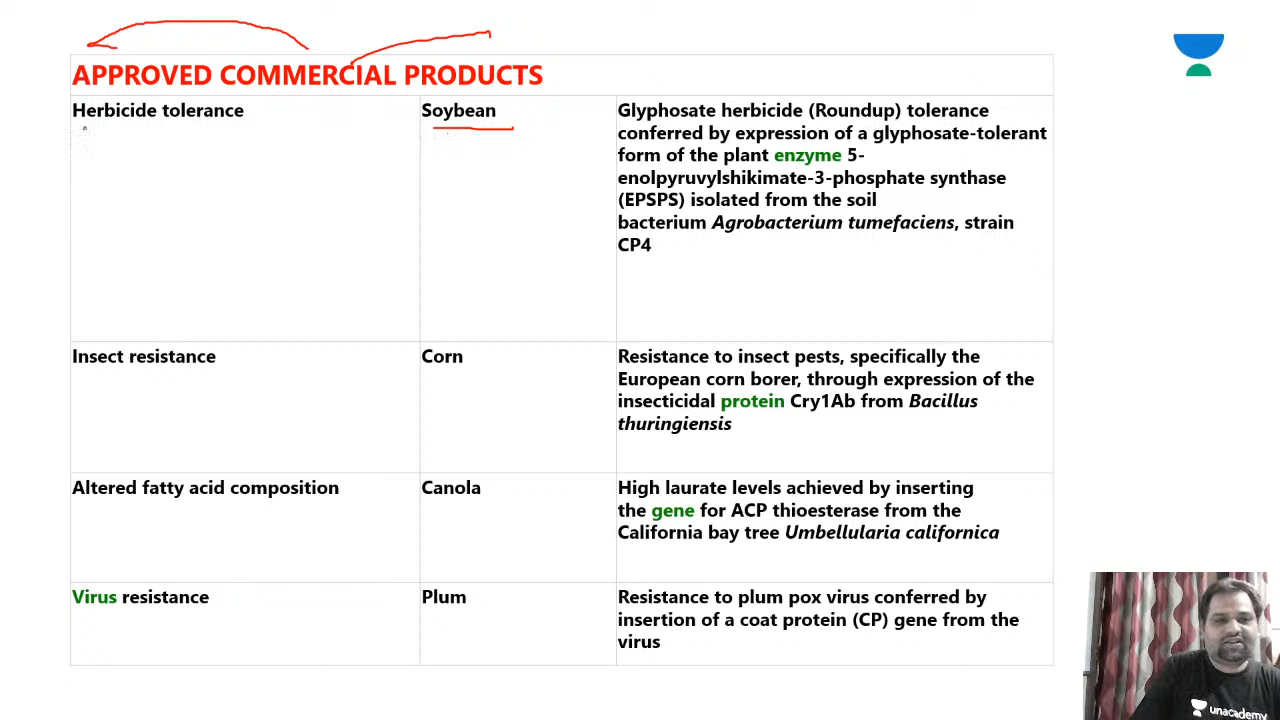 APPROVED COMMERCIAL PRODUCTS
Herbicide tolerance
Soybean
Glyphosate herbicide (Roundup) tolerance
conferred by expression of a glyphosate-tolerant
form of the plant enzyme 5-
enolpyruvylshikimate-3-phosphate synthase
(EPSPS) isolated from the soil
bacterium Agrobacterium tumefaciens, strain
CP4
Insect resistance
Corn
Resistance to insect pests, specifically the
European corn borer, through expression of the
insecticidal protein Cry1Ab from Bacillus
thuringiensis
Altered fatty acid composition
Canola
High laurate levels achieved by inserting
the gene for ACP thioesterase from the
California bay tree Umbellularia californica
Virus resistance
Plum
Resistance to plum pox virus conferred by
insertion of a coat protein (CP) gene from the
virus
unacademy